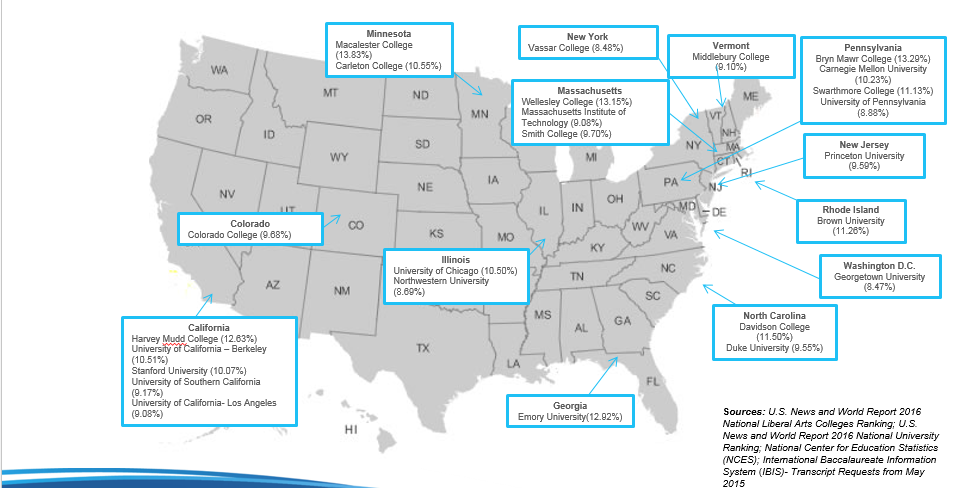 Minnesota
Macalester College
(13.83%)
Carleton College (10.55%)
New York
Vassar College (8.48%)
Vermont
Middlebury College
(9.10%)
Pennsylvania
Bryn Mawr College (13.29%)
Carnegie Mellon University
(10.23%)
Swarthmore College (11.13%)
University of Pennsylvania
(8.88%)
Massachusetts
Wellesley College (13.15%)
Massachusetts Institute of
Technology (9.08%)
Smith College (9.70%)
New Jersey
Princeton University
(9.59%)
Rhode Island
Brown University
(11.26%)
Washington D.C.
Georgetown University
(8.47%)
North Carolina
Davidson College
(11.50%)
Duke University (9.55%)
Colorado
Colorado College (9.68%)
Illinois
University of Chicago (10.50%)
Northwestern University
(8.69%)
California
Harvey Mudd College (12.63%)
University of California – Berkeley
(10.51%)
Stanford University (10.07%)
University of Southern California
(9.17%)
University of California- Los Angeles
(9.08%)
Georgia
Emory University(12.92%)
WA
MT
ND
MN
ME
OR
ID
SD
WY
VT
NH
NY
MA
CT
RI
MI
IA
NE
PA
NJ
NV
UT
CO
IL
IN
OH
MD
DE
KS
MO
WV
VA
KY
AZ
NM
TN
NC
SC
MS
AL
GA
TX
LA
FL
HI
Sources: U.S. News and World Report 2016
National Liberal Arts Colleges Ranking; U.S.
News and World Report 2016 National University
Ranking; National Center for Education Statistics
(NCES); International Baccalaureate Information
System (IBIS)- Transcript Requests from May
2015